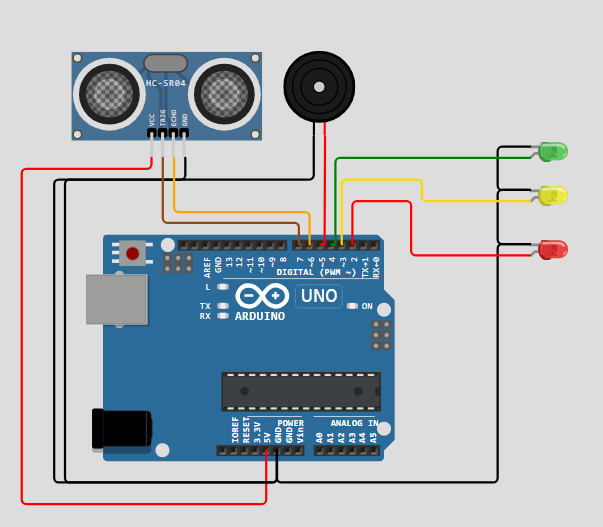 HC-SR04
VCC
TRIG
ECHO
GND
AREF
GND
13
12
~11
~10
~9
8
7
~6
~5
4
~3
2
TX→1
RX←0
DIGITAL (PWM ~)
L
TX
RX
ARDUINO
UNO
ON
POWER
ANALOG IN
IOREF
RESET
3.3V
5V
GND
GND
Vin
A0
A1
A2
A3
A4
A5